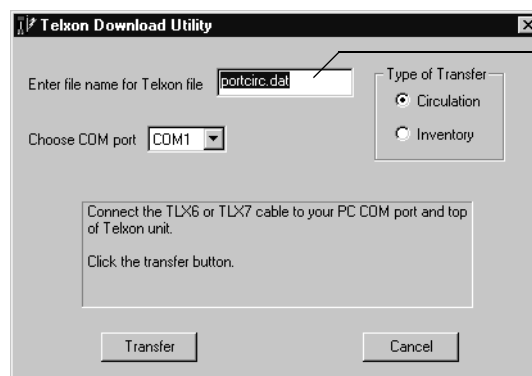 Telxon Download Utility
Enter file name for Telxon file portcirc.dat
Type of Transfer
Circulation
Inventory
Choose COM port COM1
Connect the TLX6 or TLX7 cable to your PC COM port and top
of Telxon unit.
Click the transfer button.
Transfer Cancel